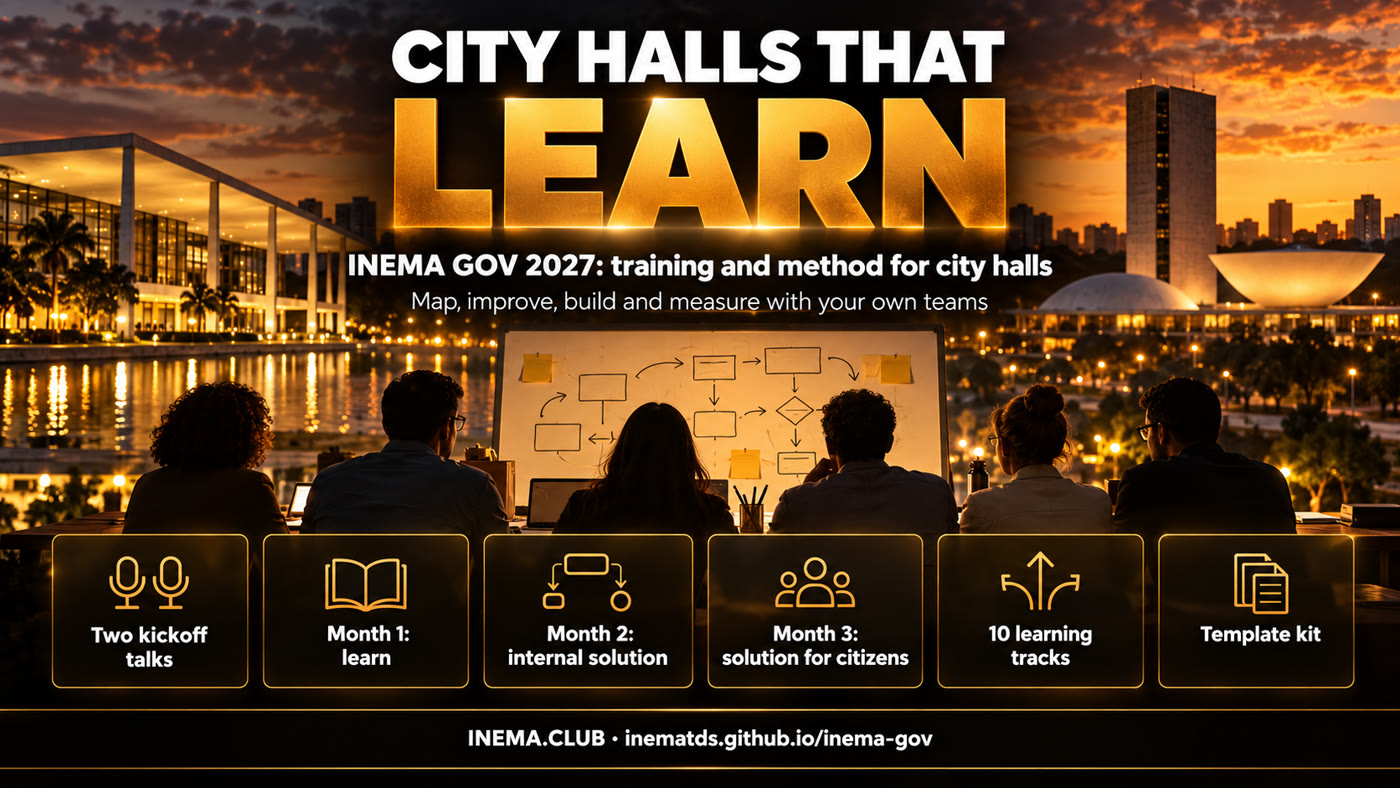 CITY HALLS THAT
LEARN
INEMA GOV 2027: training and method for city halls
Map, improve, build and measure with your own teams
Two kickoff
talks
Month 1:
learn
Month 2:
internal solution
Month 3:
solution for citizens
10 learning
tracks
Template kit
INEMA.CLUB · inematds.github.io/inema-gov